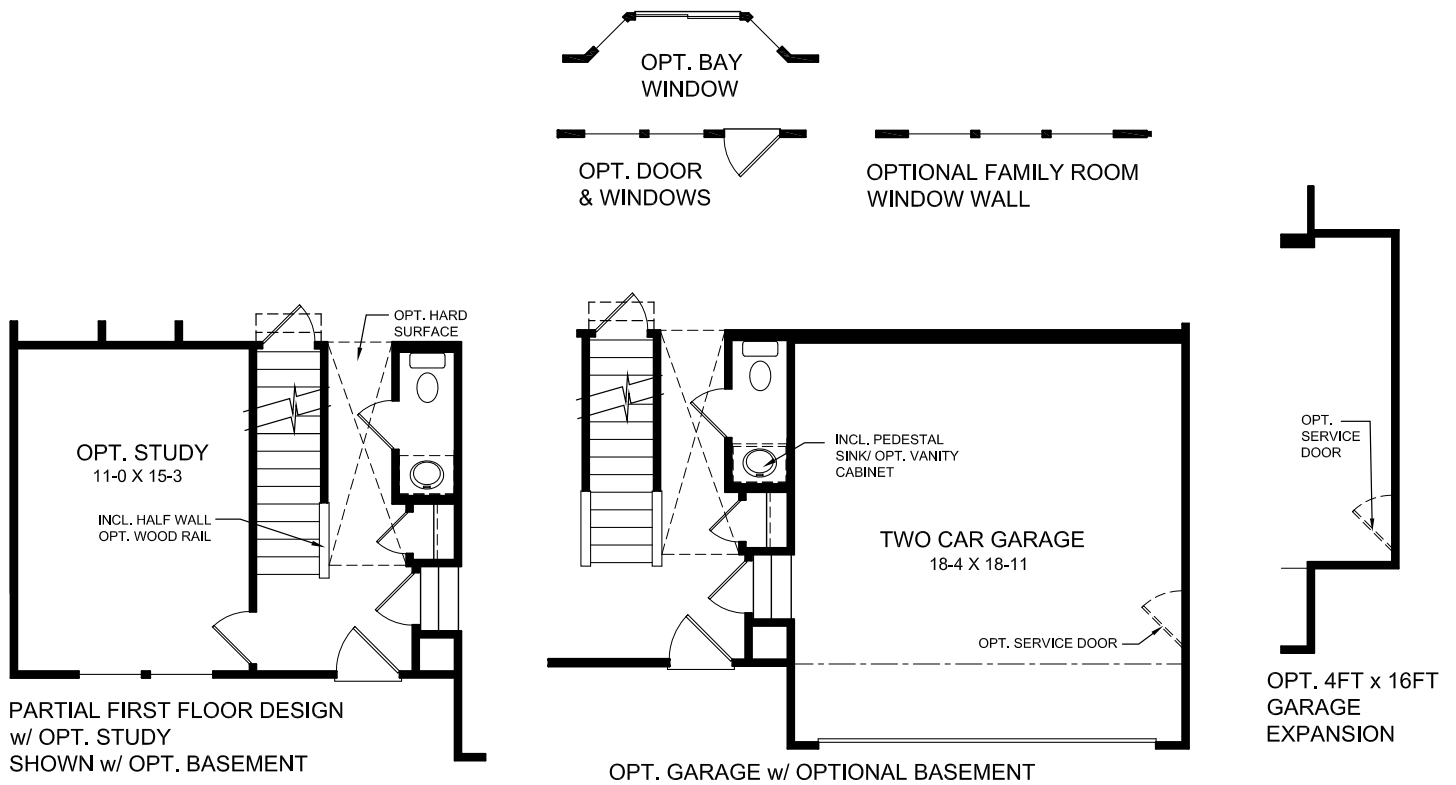 OPT. BAY
WINDOW
OPT. DOOR
& WINDOWS
OPTIONAL FAMILY ROOM
WINDOW WALL
OPT. HARD
SURFACE
OPT. STUDY
11-0 X 15-3
INCL. HALF WALL
OPT. WOOD RAIL
PARTIAL FIRST FLOOR DESIGN
w/ OPT. STUDY
SHOWN w/ OPT. BASEMENT
INCL. PEDESTAL
SINK/ OPT. VANITY
CABINET
TWO CAR GARAGE
18-4 X 18-11
OPT. SERVICE DOOR
OPT. GARAGE w/ OPTIONAL BASEMENT
OPT.
SERVICE
DOOR
OPT. 4FT x 16FT
GARAGE
EXPANSION